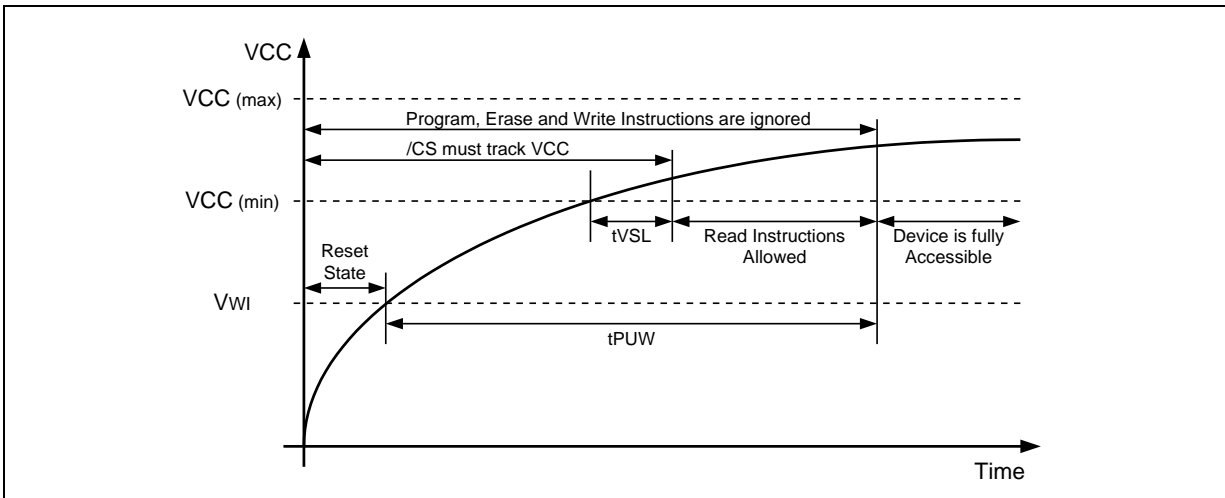 VCC
VCC (max)
Program, Erase and Write Instructions are ignored
/CS must track VCC
VCC (min)
tVSL
Read Instructions
Allowed
Device is fully
Accessible
Reset
State
VWI
tPUW
Time